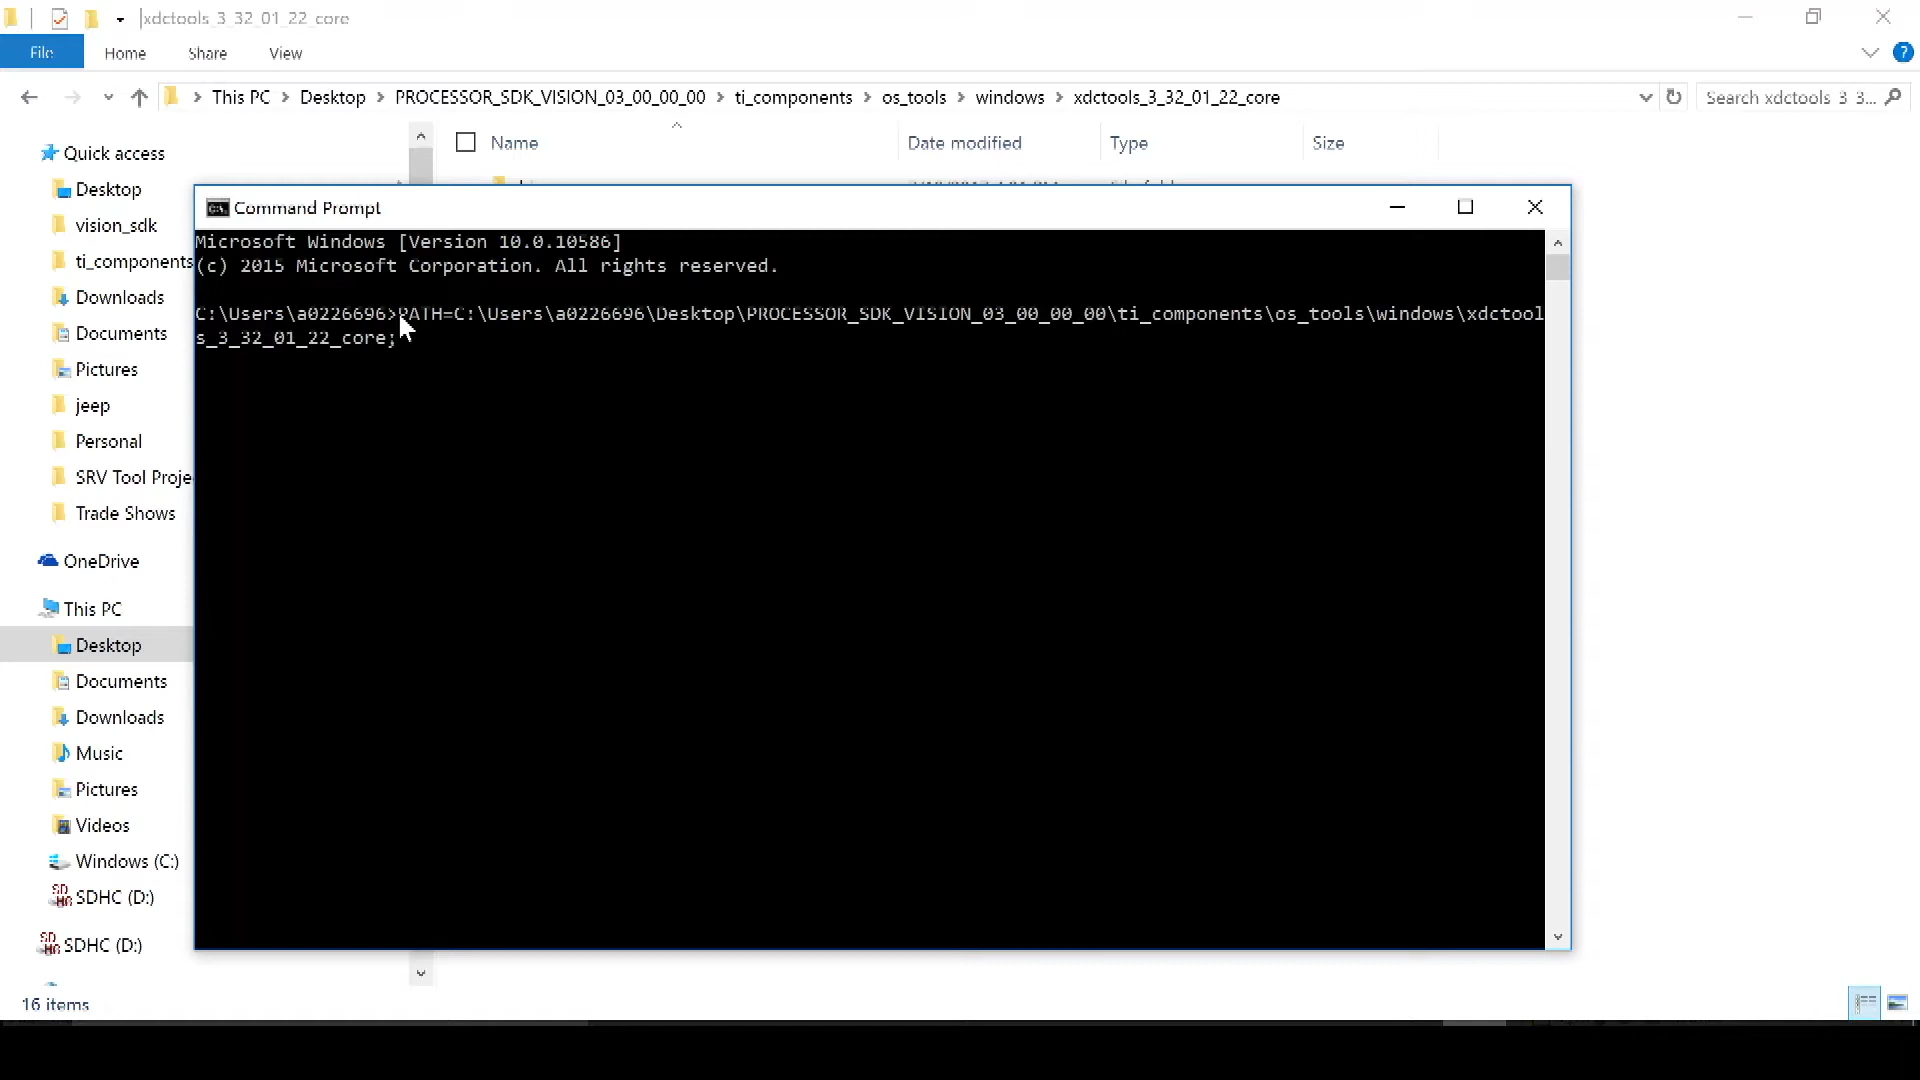 xdctools_3_32_01_22_core
File
Home
Share
View
This PC
Desktop
PROCESSOR_SDK_VISION_03_00_00_00
ti_components
os_tools
windows
xdctools_3_32_01_22_core
Search xdctools_3_3...
Name
Date modified
Type
Size
Quick access
Desktop
vision_sdk
ti_components
Downloads
Documents
Pictures
jeep
Personal
SRV Tool Proje
Trade Shows
OneDrive
This PC
Desktop
Documents
Downloads
Music
Pictures
Videos
Windows (C:)
SDHC (D:)
SDHC (D:)
16 items
Command Prompt
Microsoft Windows [Version 10.0.10586]
(c) 2015 Microsoft Corporation. All rights reserved.
C:\Users\a0226696>PATH=C:\Users\a0226696\Desktop\PROCESSOR_SDK_VISION_03_00_00_00\ti_components\os_tools\windows\xdctool
s_3_32_01_22_core;